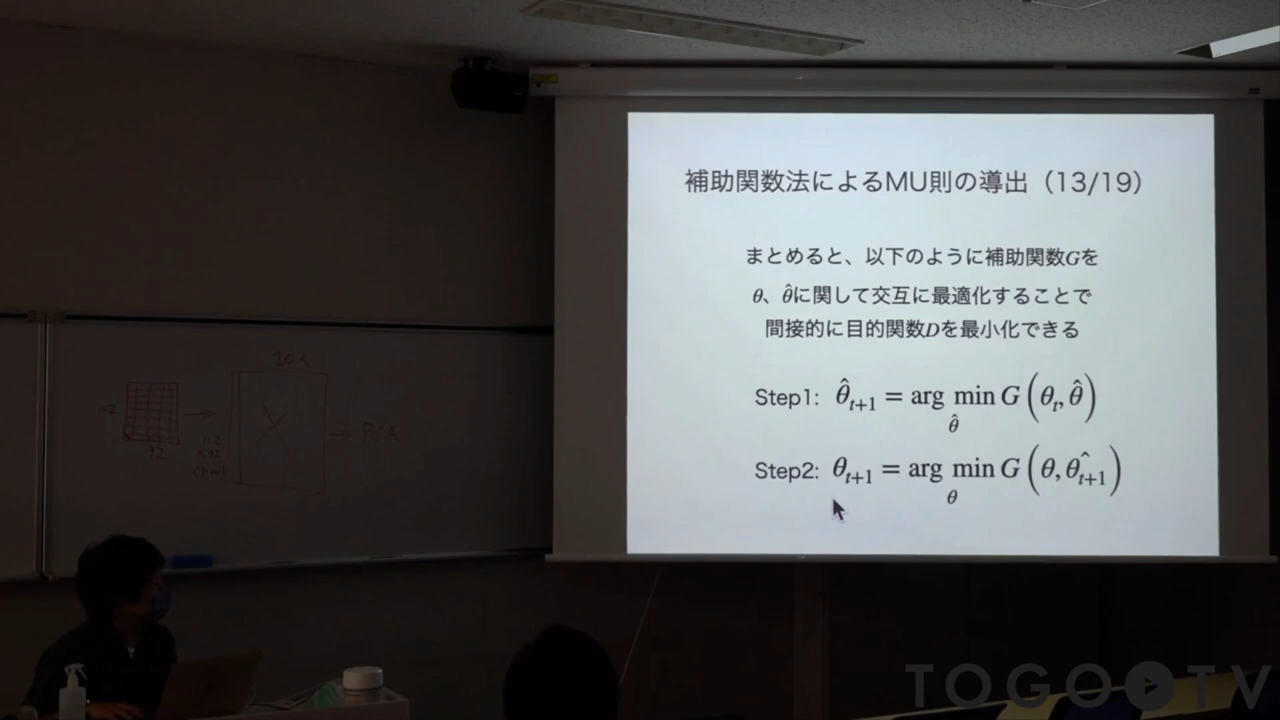 補助関数法によるMU則の導出（13/19）
まとめると、以下のように補助関数Gを
θ、θ̂に関して交互に最適化することで
間接的に目的関数Dを最小化できる
Step1: θ̂_{t+1} = arg min_{θ̂} G(θ_t, θ̂)
Step2: θ_{t+1} = arg min_{θ} G(θ, θ̂_{t+1})
112
92
PCA
TOGO TV